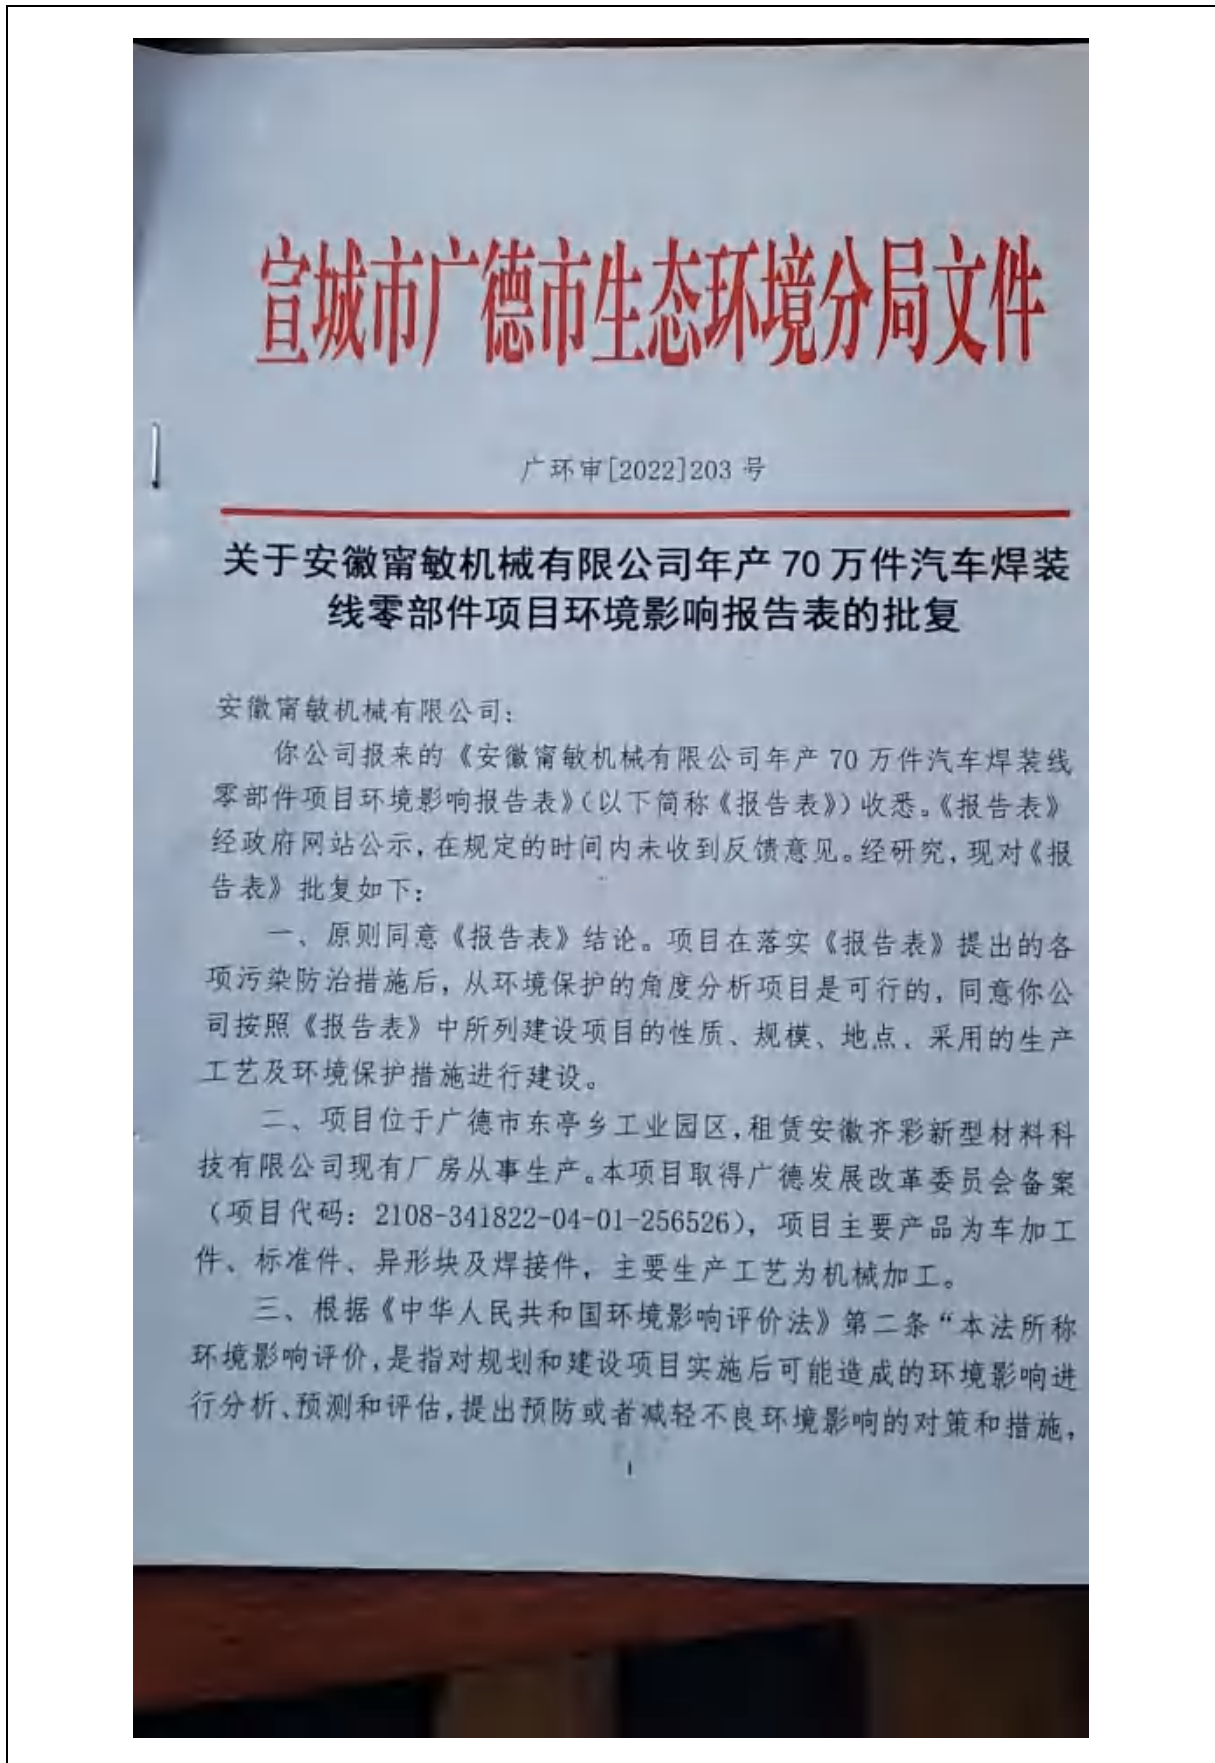 宣城市广德市生态环境分局文件
广环审[2022]203 号
关于安徽甯敏机械有限公司年产 70 万件汽车焊装
线零部件项目环境影响报告表的批复
安徽甯敏机械有限公司：
你公司报来的《安徽甯敏机械有限公司年产 70 万件汽车焊装线
零部件项目环境影响报告表》（以下简称《报告表》）收悉。《报告表》
经政府网站公示，在规定的时间内未收到反馈意见。经研究，现对《报
告表》批复如下：
一、原则同意《报告表》结论。项目在落实《报告表》提出的各
项污染防治措施后，从环境保护的角度分析项目是可行的，同意你公
司按照《报告表》中所列建设项目的性质、规模、地点、采用的生产
工艺及环境保护措施进行建设。
二、项目位于广德市东亭乡工业园区，租赁安徽齐彩新型材料科
技有限公司现有厂房从事生产。本项目取得广德发展改革委员会备案
（项目代码：2108-341822-04-01-256526），项目主要产品为车加工
件、标准件、异形块及焊接件，主要生产工艺为机械加工。
三、根据《中华人民共和国环境影响评价法》第二条“本法所称
环境影响评价，是指对规划和建设项目实施后可能造成的环境影响进
行分析、预测和评估，提出预防或者减轻不良环境影响的对策和措施，
1